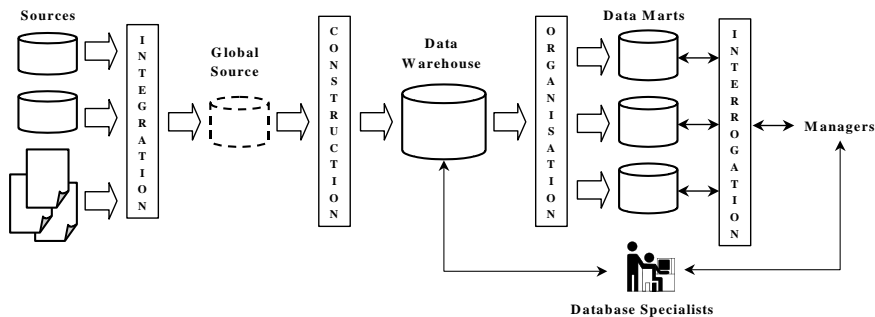 Sources
INTEGRATION
Global
Source
CONSTRUCTION
Data
Warehouse
ORGANISATION
Data Marts
INTERROGATION
Managers
Database Specialists